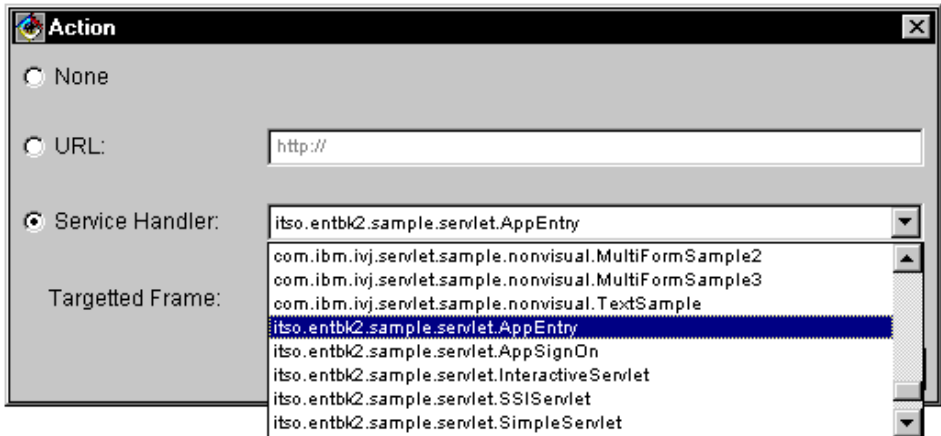 Action
None
URL: http://
Service Handler: itso.entbk2.sample.servlet.AppEntry
com.ibm.ivj.servlet.sample.nonvisual.MultiFormSample2
com.ibm.ivj.servlet.sample.nonvisual.MultiFormSample3
Targetted Frame: com.ibm.ivj.servlet.sample.nonvisual.TextSample
itso.entbk2.sample.servlet.AppEntry
itso.entbk2.sample.servlet.AppSignOn
itso.entbk2.sample.servlet.InteractiveServlet
itso.entbk2.sample.servlet.SSIServlet
itso.entbk2.sample.servlet.SimpleServlet